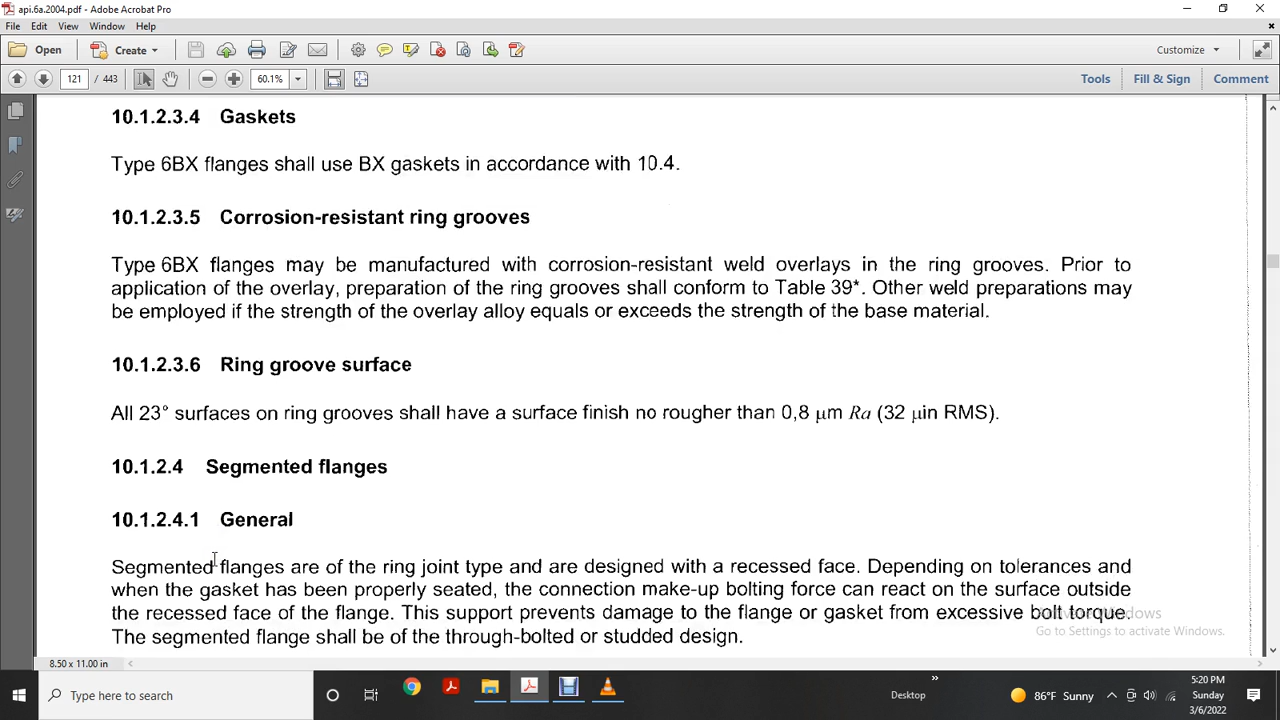 api.6a.2004.pdf - Adobe Acrobat Pro
File Edit View Window Help
Open Create Customize
121 / 443 60.1% Tools Fill & Sign Comment
10.1.2.3.4 Gaskets
Type 6BX flanges shall use BX gaskets in accordance with 10.4.
10.1.2.3.5 Corrosion-resistant ring grooves
Type 6BX flanges may be manufactured with corrosion-resistant weld overlays in the ring grooves. Prior to
application of the overlay, preparation of the ring grooves shall conform to Table 39*. Other weld preparations may
be employed if the strength of the overlay alloy equals or exceeds the strength of the base material.
10.1.2.3.6 Ring groove surface
All 23° surfaces on ring grooves shall have a surface finish no rougher than 0,8 μm Ra (32 μin RMS).
10.1.2.4 Segmented flanges
10.1.2.4.1 General
Segmented flanges are of the ring joint type and are designed with a recessed face. Depending on tolerances and
when the gasket has been properly seated, the connection make-up bolting force can react on the surface outside
the recessed face of the flange. This support prevents damage to the flange or gasket from excessive bolt torque.
The segmented flange shall be of the through-bolted or studded design.
Activate Windows
Go to Settings to activate Windows.
8.50 x 11.00 in
Type here to search
Desktop
86°F Sunny
5:20 PM
Sunday
3/6/2022